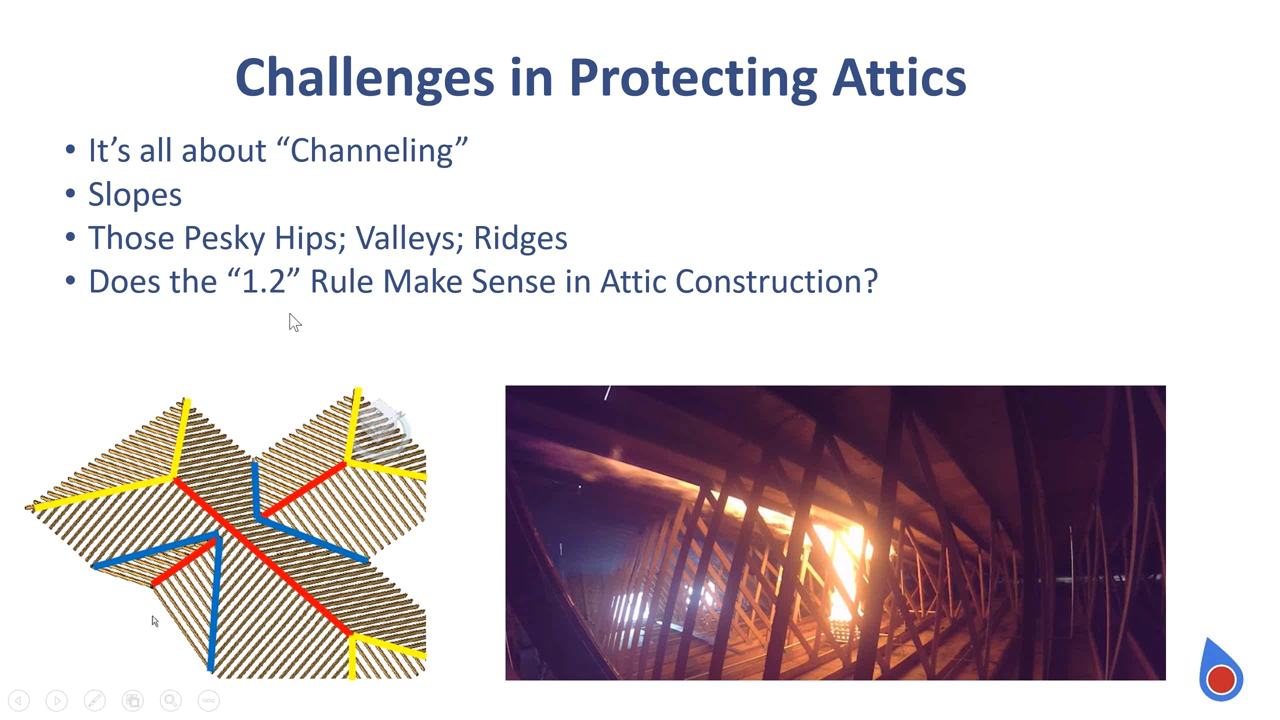 Challenges in Protecting Attics
• It’s all about “Channeling”
• Slopes
• Those Pesky Hips; Valleys; Ridges
• Does the “1.2” Rule Make Sense in Attic Construction?